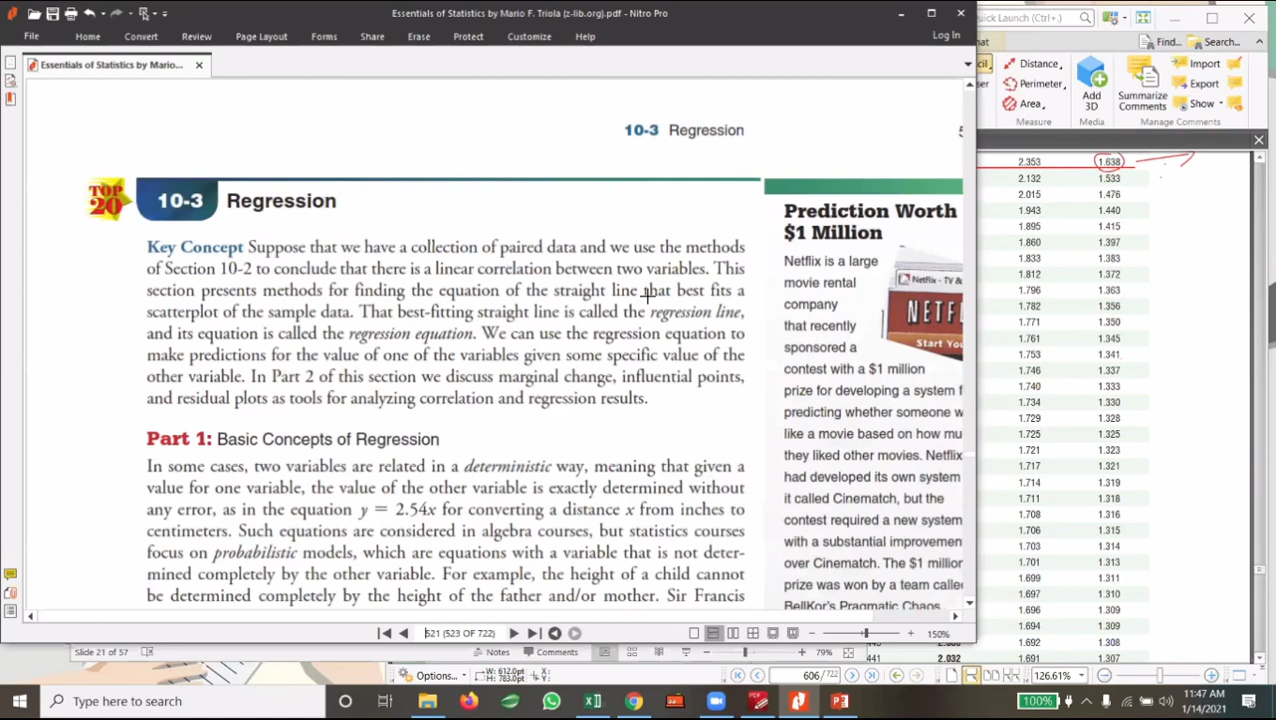 Essentials of Statistics by Mario F. Triola (z-lib.org).pdf - Nitro Pro
File Home Convert Review Page Layout Forms Share Erase Protect Customize Help
Log In
Essentials of Statistics by Mario...
10-3 Regression
TOP 20
10-3 Regression
Key Concept Suppose that we have a collection of paired data and we use the methods
of Section 10-2 to conclude that there is a linear correlation between two variables. This
section presents methods for finding the equation of the straight line that best fits a
scatterplot of the sample data. That best-fitting straight line is called the regression line,
and its equation is called the regression equation. We can use the regression equation to
make predictions for the value of one of the variables given some specific value of the
other variable. In Part 2 of this section we discuss marginal change, influential points,
and residual plots as tools for analyzing correlation and regression results.
Part 1: Basic Concepts of Regression
In some cases, two variables are related in a deterministic way, meaning that given a
value for one variable, the value of the other variable is exactly determined without
any error, as in the equation y = 2.54x for converting a distance x from inches to
centimeters. Such equations are considered in algebra courses, but statistics courses
focus on probabilistic models, which are equations with a variable that is not deter-
mined completely by the other variable. For example, the height of a child cannot
be determined completely by the height of the father and/or mother. Sir Francis
Prediction Worth
$1 Million
Netflix is a large
movie rental
company
that recently
sponsored a
contest with a $1 million
prize for developing a system f
predicting whether someone w
like a movie based on how mu
they liked other movies. Netflix
had developed its own system
it called Cinematch, but the
contest required a new system
with a substantial improvement
over Cinematch. The $1 million
prize was won by a team called
BellKor's Pragmatic Chaos
Netflix - TV
NETF
Start You
521 (523 OF 722)
150%
Quick Launch (Ctrl+.)
Find...
Search...
Distance
Perimeter
Area
Measure
Add
3D
Media
Summarize
Comments
Import
Export
Show
Manage Comments
2.353 1.638
2.132 1.533
2.015 1.476
1.943 1.440
1.895 1.415
1.860 1.397
1.833 1.383
1.812 1.372
1.796 1.363
1.782 1.356
1.771 1.350
1.761 1.345
1.753 1.341
1.746 1.337
1.740 1.333
1.734 1.330
1.729 1.328
1.725 1.325
1.721 1.323
1.717 1.321
1.714 1.319
1.711 1.318
1.708 1.316
1.706 1.315
1.703 1.314
1.701 1.313
1.699 1.311
1.697 1.310
1.696 1.309
1.694 1.309
1.692 1.308
441 2.032 1.691 1.307
Slide 21 of 57
Notes Comments 79%
Options...
W: 612.0pt
H: 783.0pt
X:
Y:
606/722
126.61%
Type here to search
100%
11:47 AM
1/14/2021